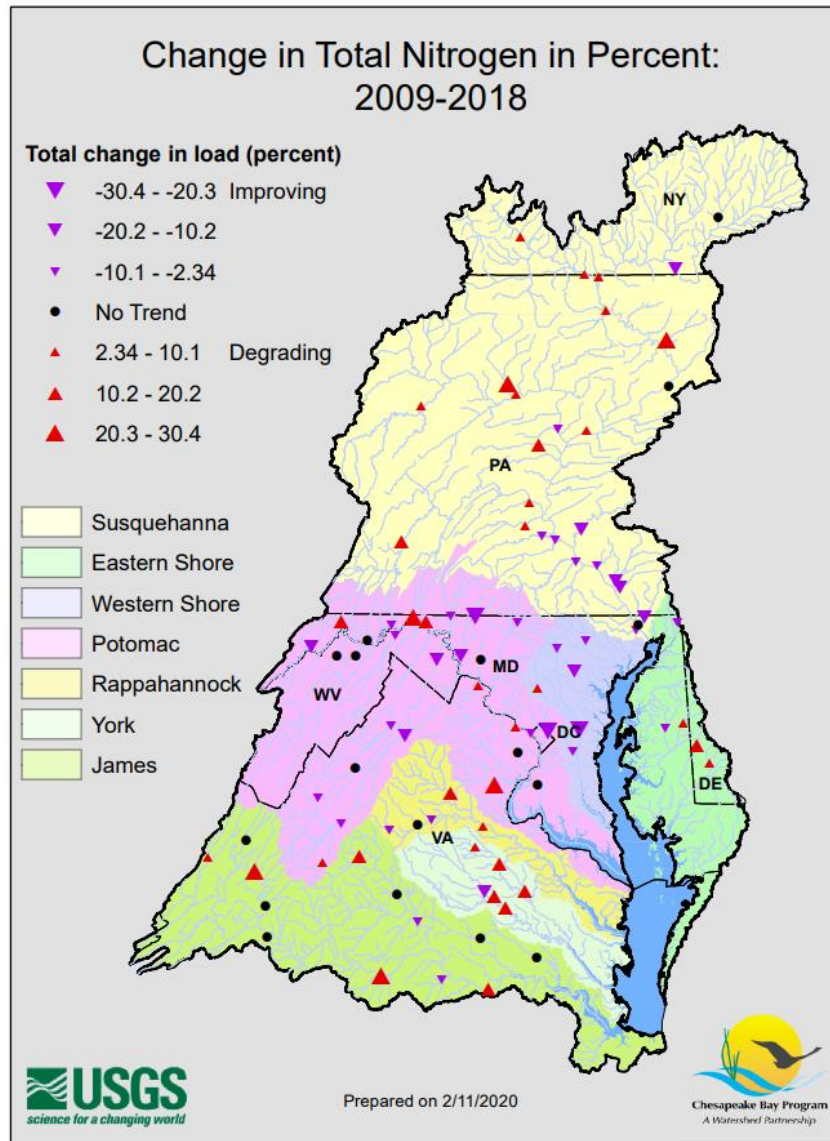 Change in Total Nitrogen in Percent:
2009-2018
Total change in load (percent)
-30.4 - -20.3 Improving
-20.2 - -10.2
-10.1 - -2.34
No Trend
2.34 - 10.1 Degrading
10.2 - 20.2
20.3 - 30.4
Susquehanna
Eastern Shore
Western Shore
Potomac
Rappahannock
York
James
NY
PA
MD
WV
DC
DE
VA
USGS
science for a changing world
Prepared on 2/11/2020
Chesapeake Bay Program
A Watershed Partnership